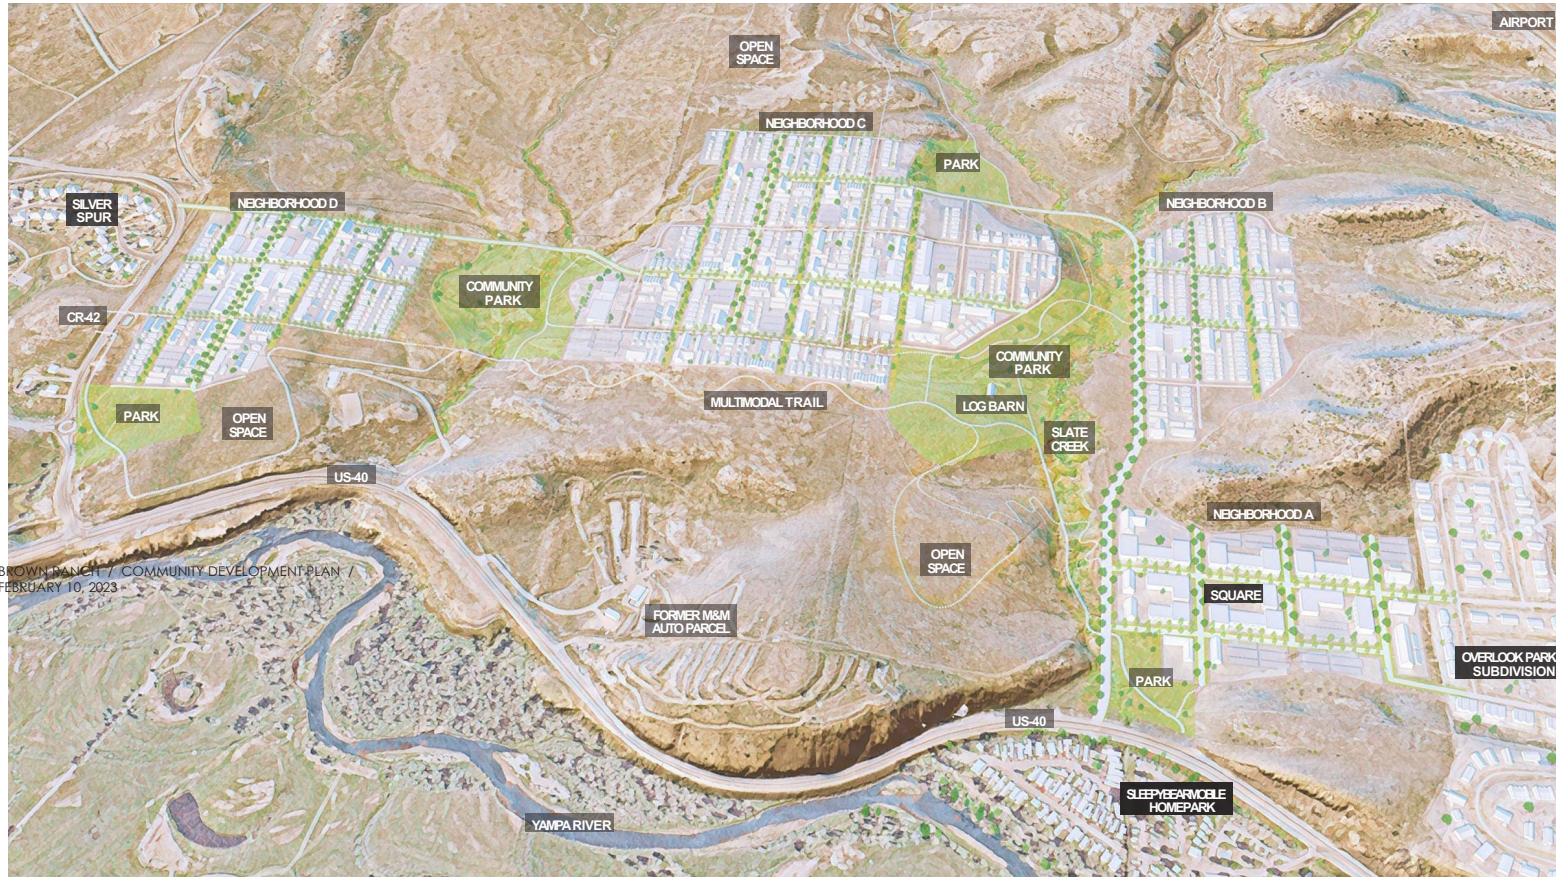 AIRPORT
OPEN
SPACE
NEIGHBORHOOD C
PARK
SILVER
SPUR
NEIGHBORHOOD D
NEIGHBORHOOD B
COMMUNITY
PARK
CR-42
COMMUNITY
PARK
MULTIMODAL TRAIL
LOG BARN
PARK
OPEN
SPACE
SLATE
CREEK
US-40
NEIGHBORHOOD A
OPEN
SPACE
BROWN RANCH / COMMUNITY DEVELOPMENT PLAN /
FEBRUARY 10, 2023
SQUARE
FORMER M&M
AUTO PARCEL
OVERLOOK PARK
SUBDIVISION
PARK
US-40
SLEEPYBEARMOBILE
HOMEPARK
YAMPA RIVER